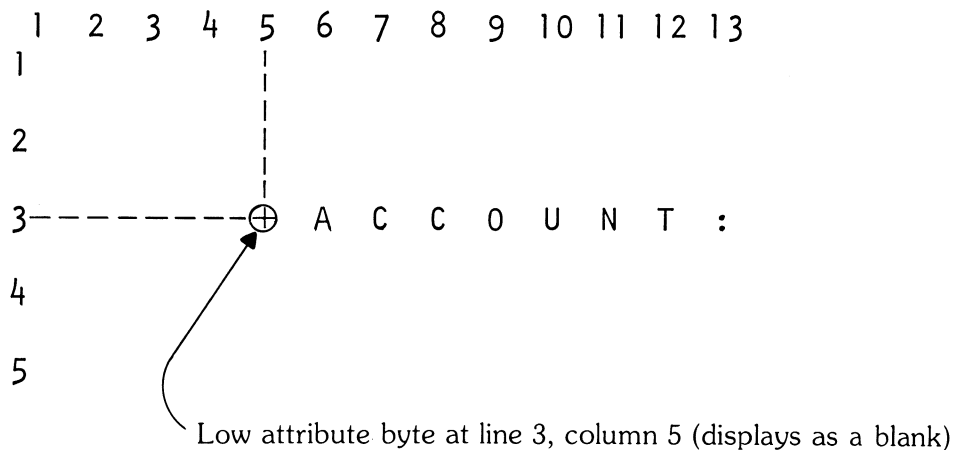 1 2 3 4 5 6 7 8 9 10 11 12 13
1
2
3 A C C O U N T :
4
5
Low attribute byte at line 3, column 5 (displays as a blank)